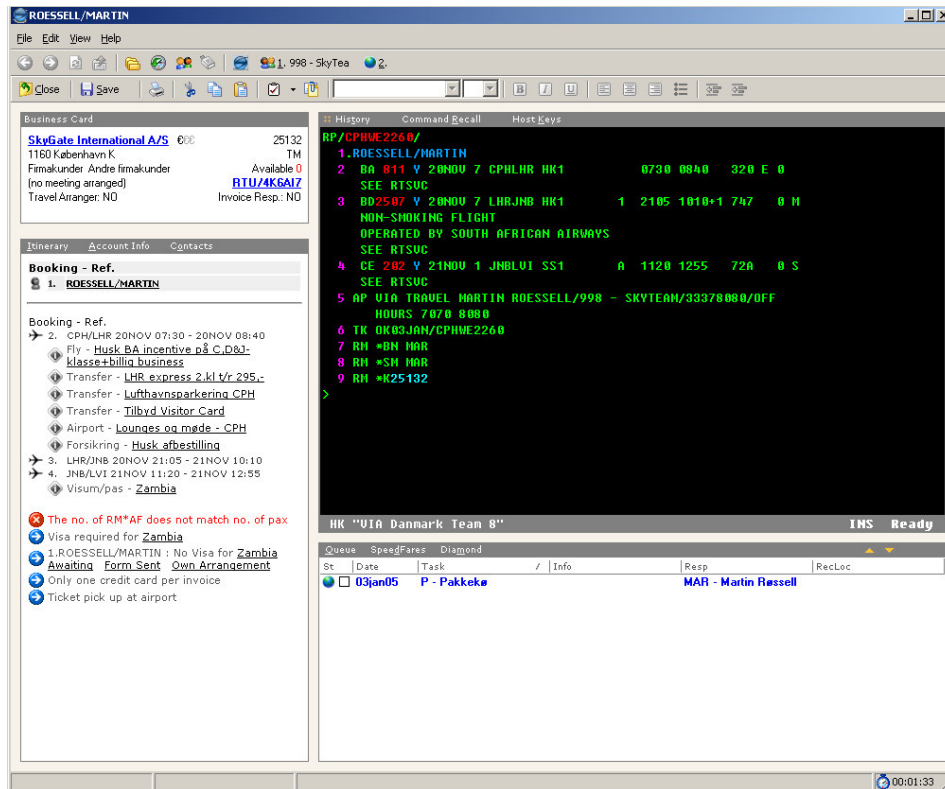 ROESSELL/MARTIN
File Edit View Help
1. 998 - SkyTea 2.
Close Save
Business Card
SkyGate International A/S €€€ 25132
1160 København K TM
Firmakunder Andre firmakunder Available 0
(no meeting arranged) RTU/4K6AI7
Travel Arranger: NO Invoice Resp.: NO
Itinerary Account Info Contacts
Booking - Ref.
1. ROESSELL/MARTIN
Booking - Ref.
2. CPH/LHR 20NOV 07:30 - 20NOV 08:40
Fly - Husk BA incentive på C,D&J-
klasse+billig business
Transfer - LHR express 2.kl t/r 295,-
Transfer - Lufthavnsparkering CPH
Transfer - Tilbyd Visitor Card
Airport - Lounges og møde - CPH
Forsikring - Husk afbestilling
3. LHR/JNB 20NOV 21:05 - 21NOV 10:10
4. JNB/LVI 21NOV 11:20 - 21NOV 12:55
Visum/pas - Zambia
The no. of RM*AF does not match no. of pax
Visa required for Zambia
1.ROESSELL/MARTIN : No Visa for Zambia
Awaiting Form Sent Own Arrangement
Only one credit card per invoice
Ticket pick up at airport
History Command Recall Host Keys
RP/CPHWE2260/
1.ROESSELL/MARTIN
2 BA 811 Y 20NOV 7 CPHLHR HK1 0730 0840 320 E 0
SEE RTSVC
3 BD2507 Y 20NOV 7 LHRJNB HK1 1 2105 1010+1 747 0 M
NON-SMOKING FLIGHT
OPERATED BY SOUTH AFRICAN AIRWAYS
SEE RTSVC
4 CE 202 Y 21NOV 1 JNBLVI SS1 A 1120 1255 72A 0 S
SEE RTSVC
5 AP VIA TRAVEL MARTIN ROESSELL/998 - SKYTEAM/33378080/OFF
HOURS 7070 8080
6 TK OK03JAN/CPHWE2260
7 RM *BN MAR
8 RM *SM MAR
9 RM *K25132
>
HK "VIA Danmark Team 8" INS Ready
Queue SpeedFares Diamond
St Date Task / Info Resp RecLoc
03jan05 P - Pakkekø MAR - Martin Røssell
00:01:33